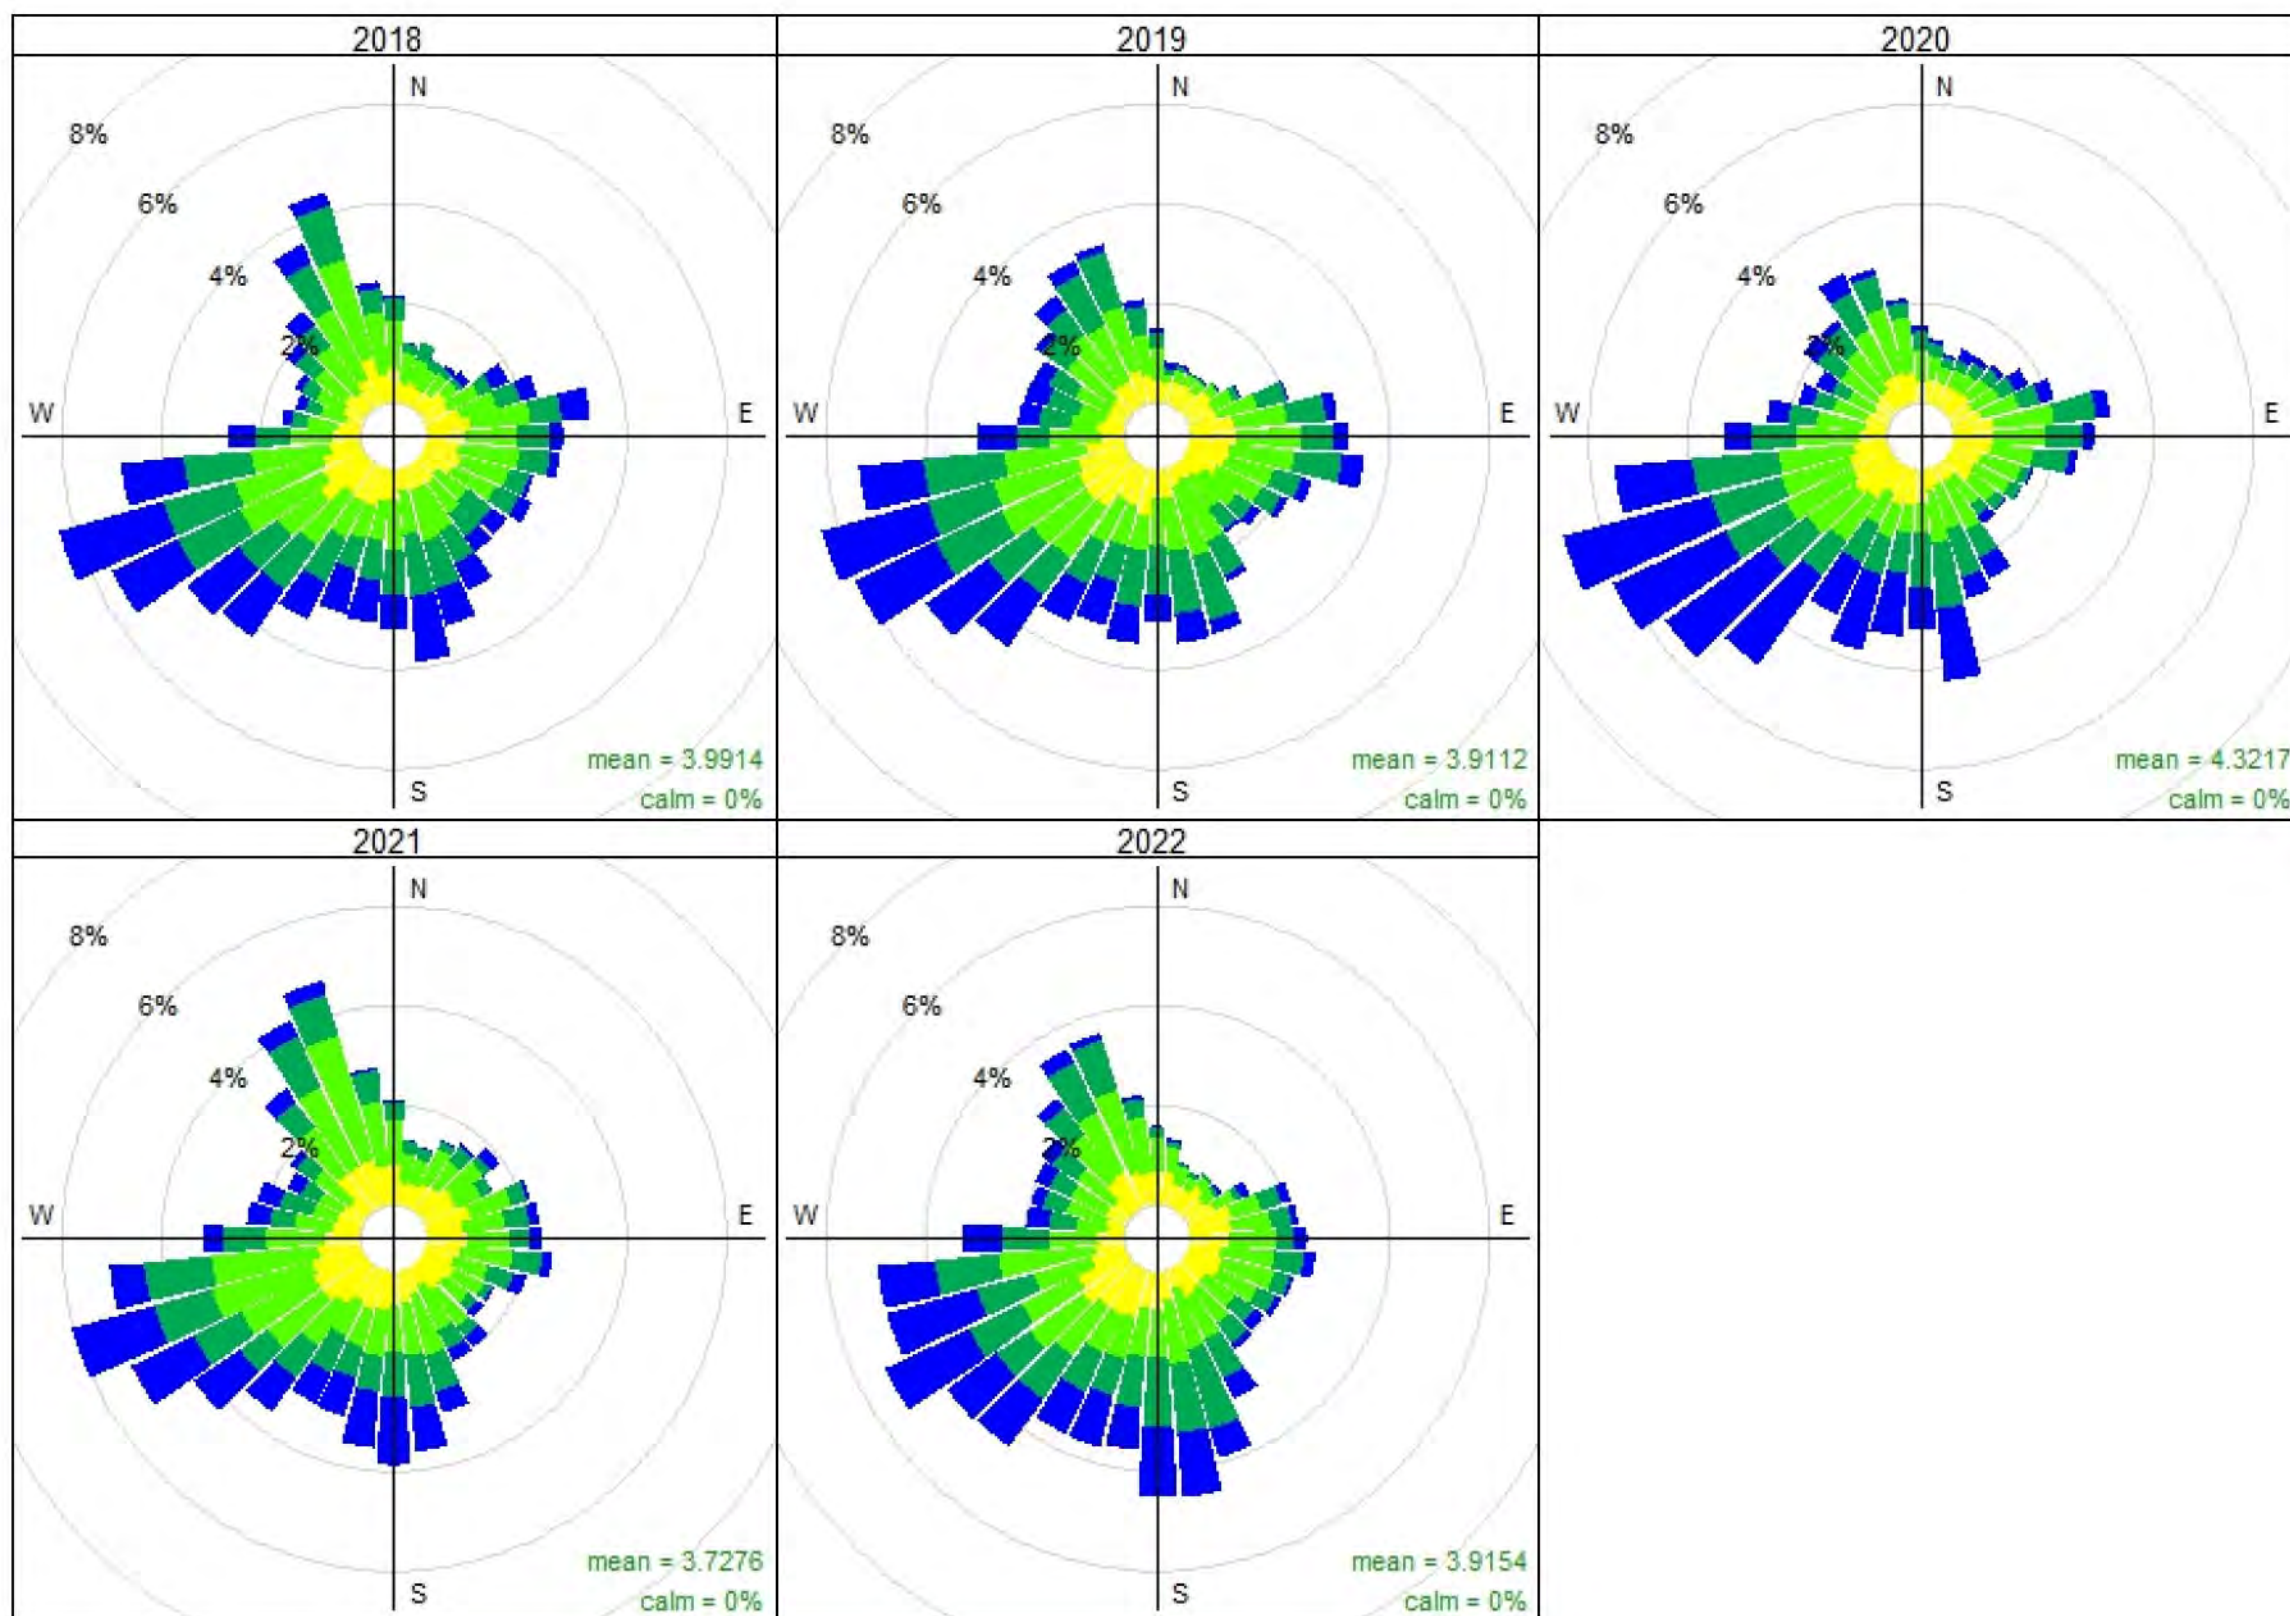 2018
2019
2020
N
8%
6%
4%
2%
W
E
S
mean = 3.9914
calm = 0%
N
8%
6%
4%
2%
W
E
S
mean = 3.9112
calm = 0%
N
8%
6%
4%
2%
W
E
S
mean = 4.3217
calm = 0%
2021
2022
N
8%
6%
4%
2%
W
E
S
mean = 3.7276
calm = 0%
N
8%
6%
4%
2%
W
E
S
mean = 3.9154
calm = 0%